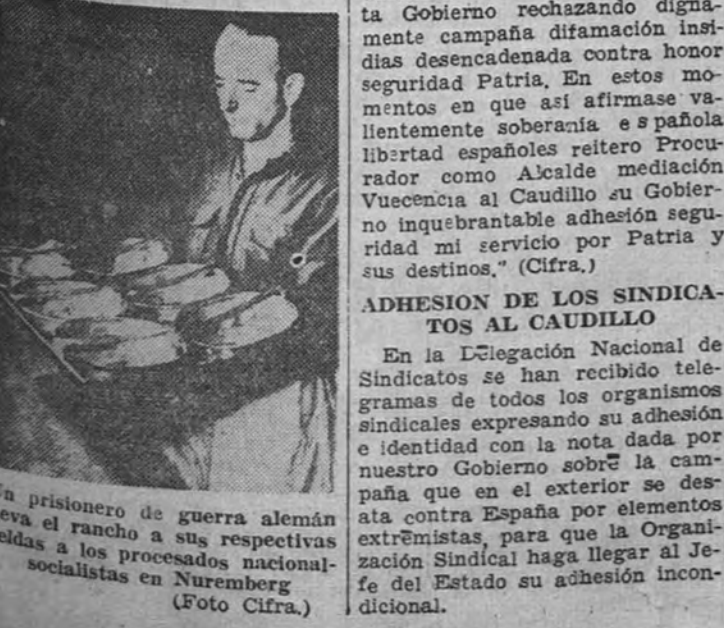 Un prisionero de guerra alemán
lleva el rancho a sus respectivas
celdas a los procesados nacional-
socialistas en Nuremberg
(Foto Cifra.)
ta Gobierno rechazando digna-
mente campaña difamación insi-
dias desencadenada contra honor
seguridad Patria. En estos mo-
mentos en que así afirmase va-
lientemente soberanía e s pañola
libertad españoles reitero Procu-
rador como Alcalde mediación
Vuecencia al Caudillo su Gobier-
no inquebrantable adhesión segu-
ridad mi servicio por Patria y
sus destinos." (Cifra.)
ADHESION DE LOS SINDICA-
TOS AL CAUDILLO
En la Delegación Nacional de
Sindicatos se han recibido tele-
gramas de todos los organismos
sindicales expresando su adhesión
e identidad con la nota dada por
nuestro Gobierno sobre la cam-
paña que en el exterior se des-
ata contra España por elementos
extremistas, para que la Organi-
zación Sindical haga llegar al Je-
fe del Estado su adhesión incon-
dicional.